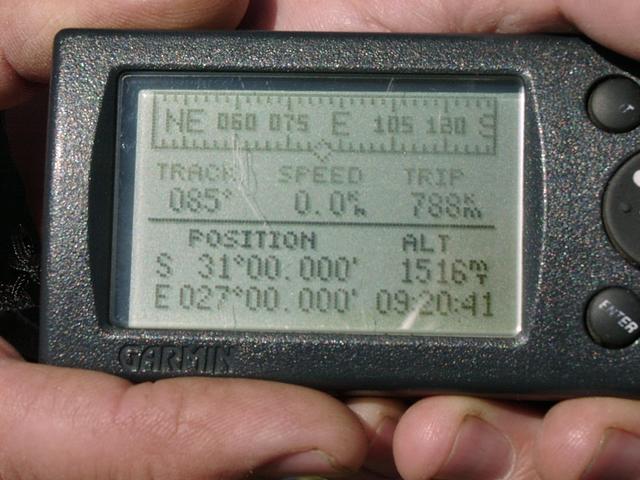 NE 060 075 E 105 120 S
TRACK SPEED TRIP
085° 0.0 788
POSITION ALT
S 31°00.000' 1516
E 027°00.000' 09:20:41
GARMIN
ENTER